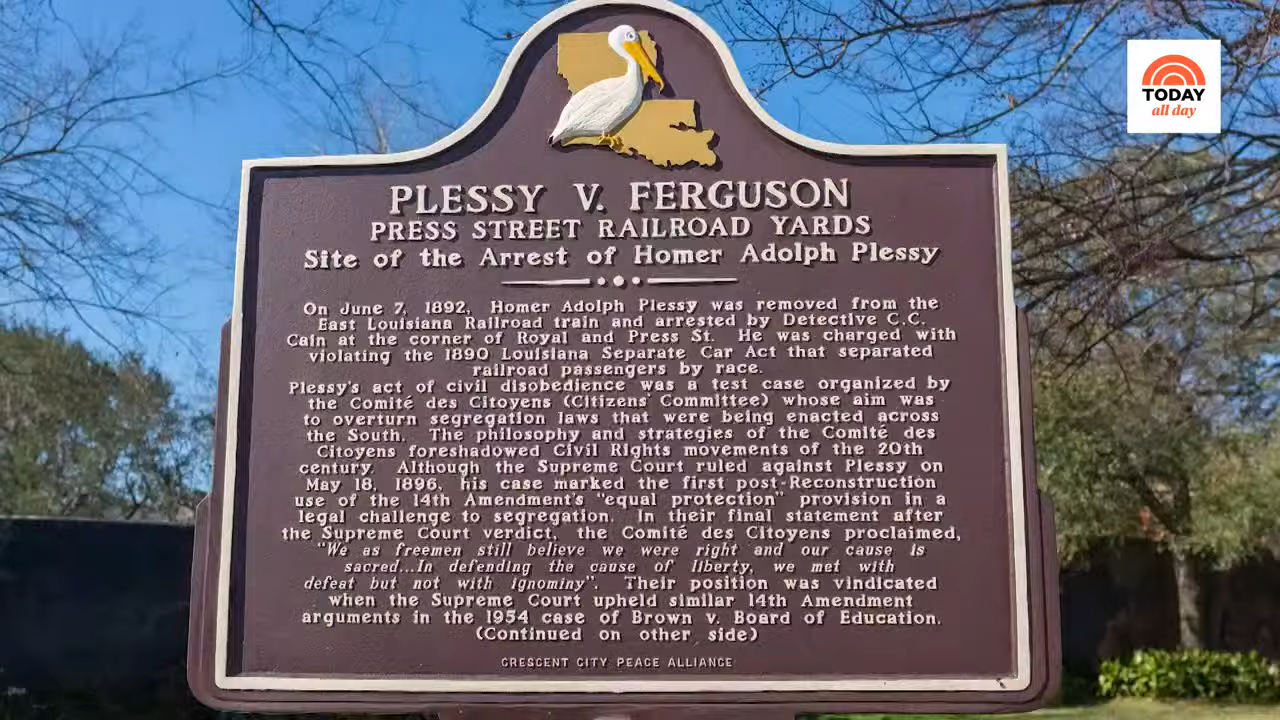 TODAY
all day
PLESSY V. FERGUSON
PRESS STREET RAILROAD YARDS
Site of the Arrest of Homer Adolph Plessy
On June 7, 1892, Homer Adolph Plessy was removed from the
East Louisiana Railroad train and arrested by Detective C.C.
Cain at the corner of Royal and Press St. He was charged with
violating the 1890 Louisiana Separate Car Act that separated
railroad passengers by race.
Plessy's act of civil disobedience was a test case organized by
the Comité des Citoyens (Citizens' Committee) whose aim was
to overturn segregation laws that were being enacted across
the South. The philosophy and strategies of the Comité des
Citoyens foreshadowed Civil Rights movements of the 20th
century. Although the Supreme Court ruled against Plessy on
May 18, 1896, his case marked the first post-Reconstruction
use of the 14th Amendment's "equal protection" provision in a
legal challenge to segregation. In their final statement after
the Supreme Court verdict, the Comité des Citoyens proclaimed,
"We as freemen still believe we were right and our cause is
sacred...In defending the cause of liberty, we met with
defeat but not with ignominy". Their position was vindicated
when the Supreme Court upheld similar 14th Amendment
arguments in the 1954 case of Brown v. Board of Education.
(Continued on other side)
CRESCENT CITY PEACE ALLIANCE